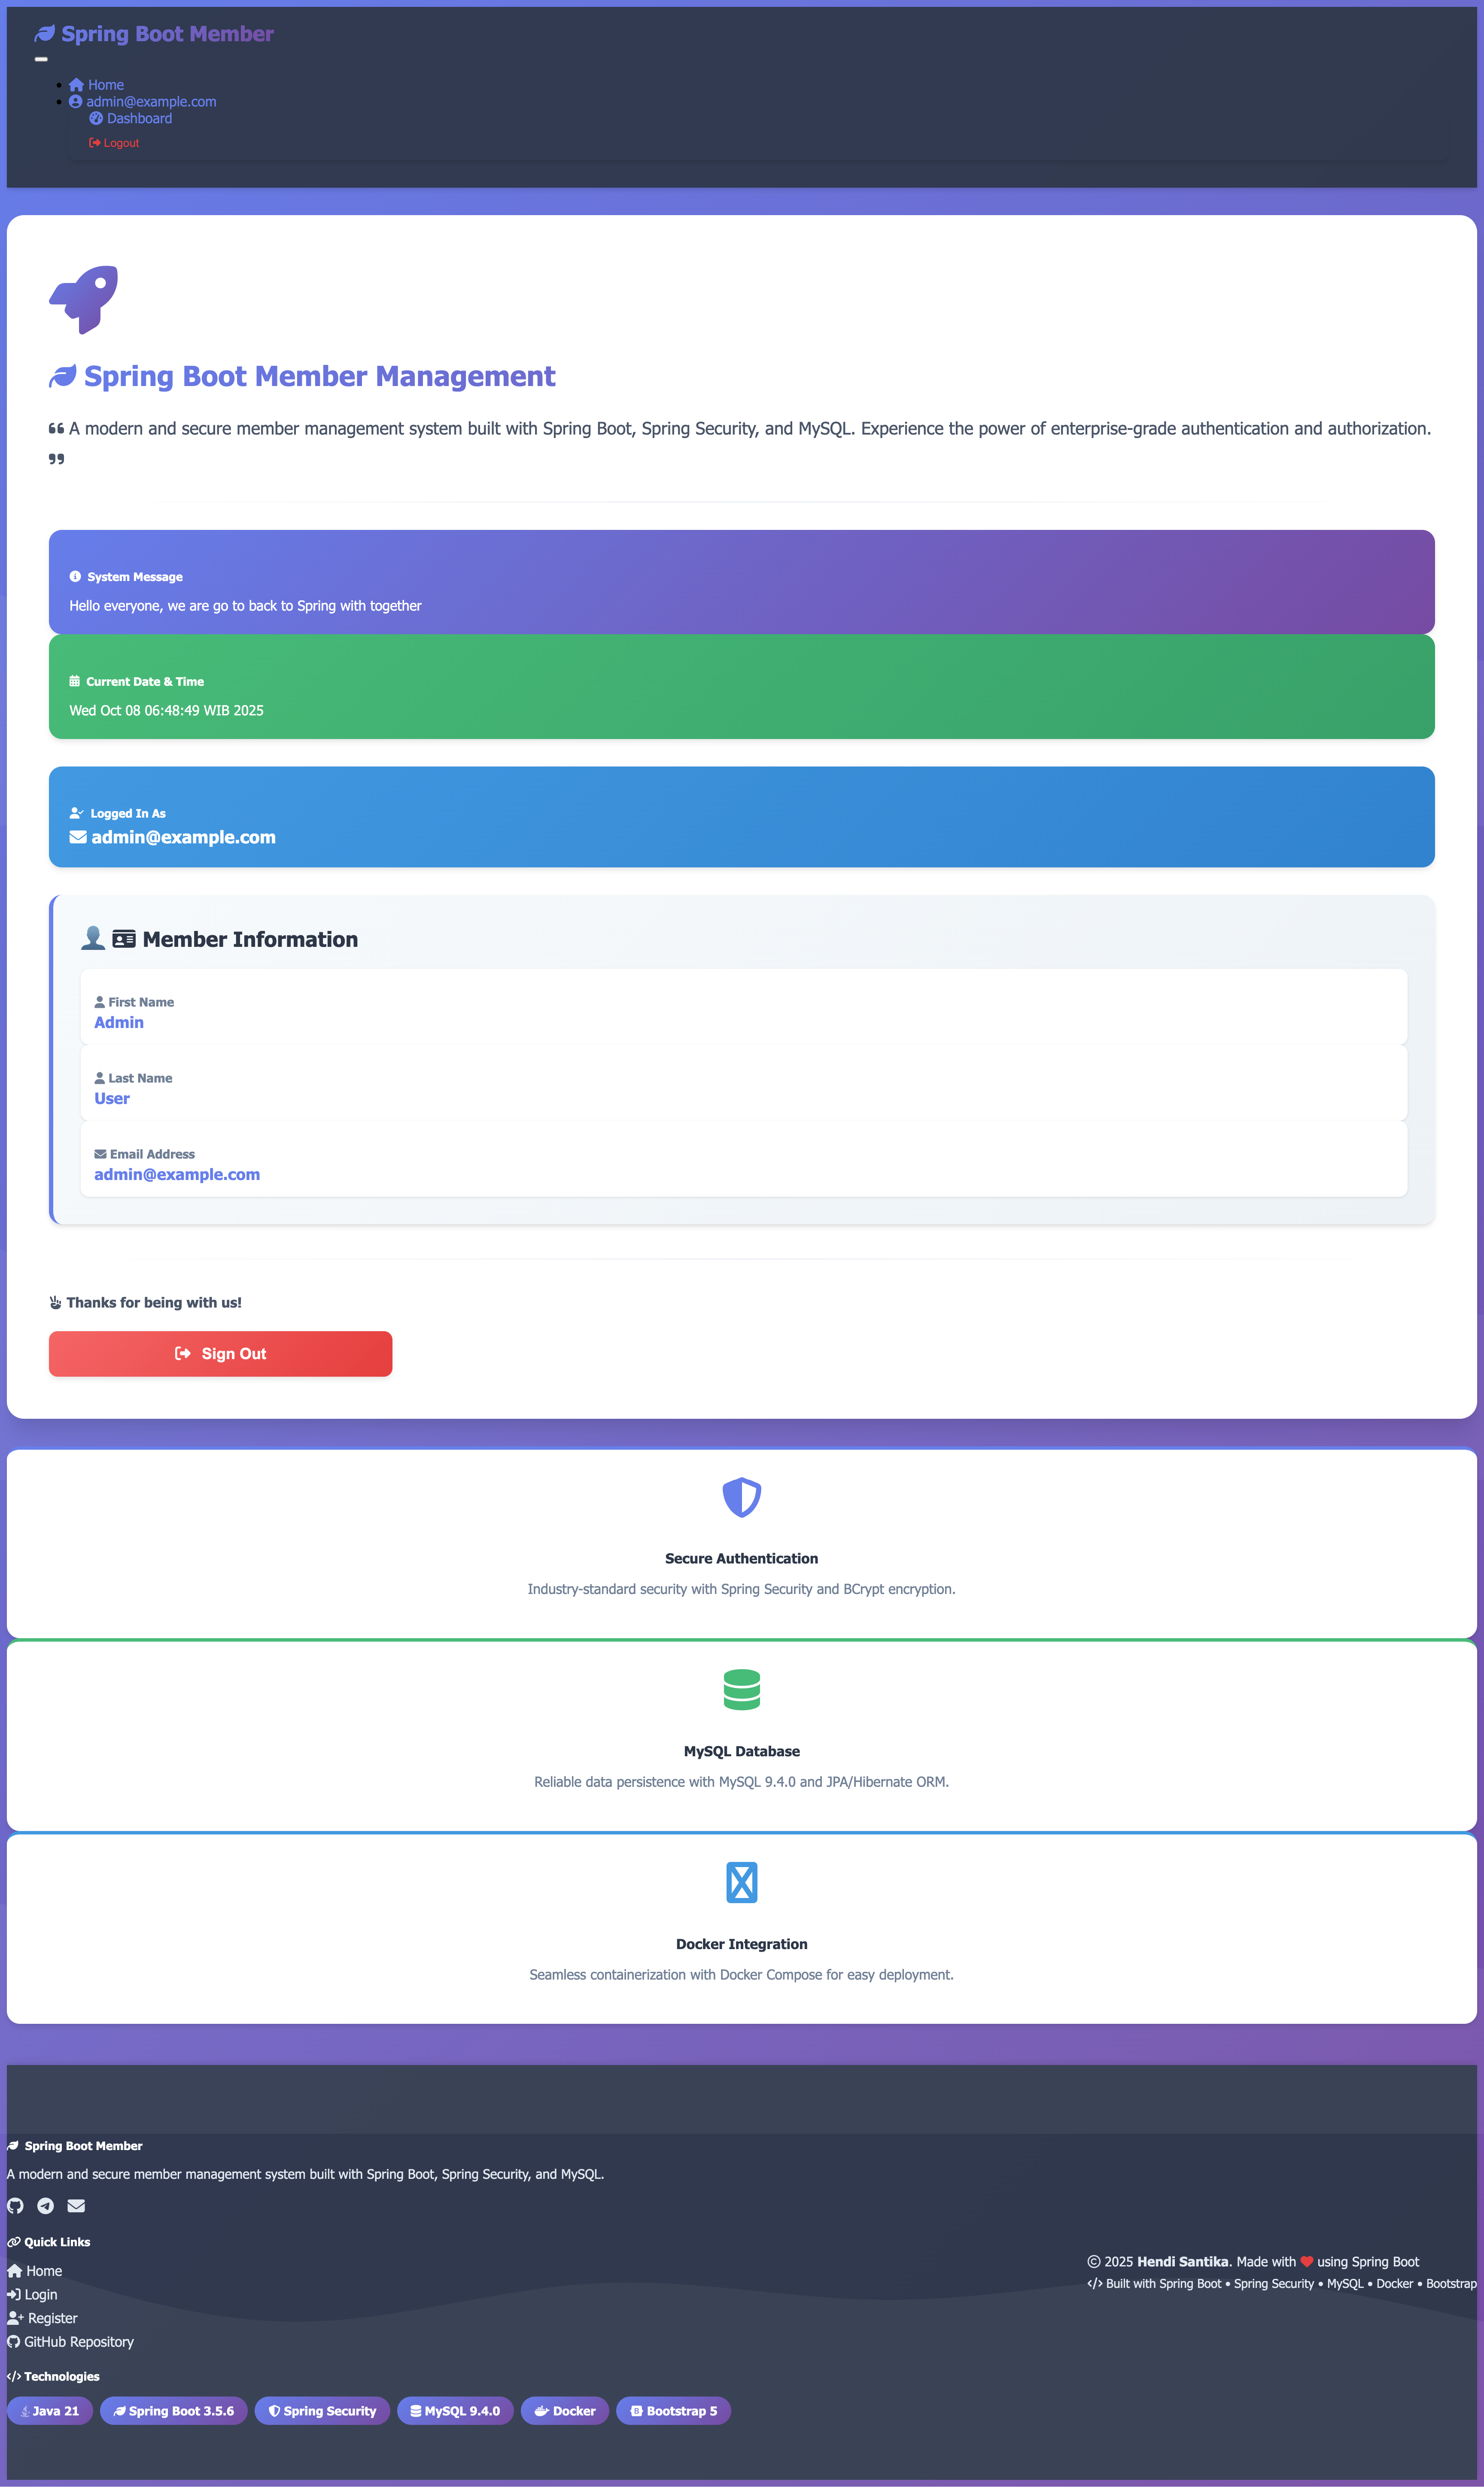 Spring Boot Member
Home
admin@example.com
Dashboard
Logout
Spring Boot Member Management
A modern and secure member management system built with Spring Boot, Spring Security, and MySQL. Experience the power of enterprise-grade authentication and authorization.
System Message
Hello everyone, we are go to back to Spring with together
Current Date & Time
Wed Oct 08 06:48:49 WIB 2025
Logged In As
admin@example.com
Member Information
First Name
Admin
Last Name
User
Email Address
admin@example.com
Thanks for being with us!
Sign Out
Secure Authentication
Industry-standard security with Spring Security and BCrypt encryption.
MySQL Database
Reliable data persistence with MySQL 9.4.0 and JPA/Hibernate ORM.
Docker Integration
Seamless containerization with Docker Compose for easy deployment.
Spring Boot Member
A modern and secure member management system built with Spring Boot, Spring Security, and MySQL.
Quick Links
Home
Login
Register
GitHub Repository
Technologies
Java 21
Spring Boot 3.5.6
Spring Security
MySQL 9.4.0
Docker
Bootstrap 5
© 2025 Hendi Santika. Made with ♥ using Spring Boot
</> Built with Spring Boot • Spring Security • MySQL • Docker • Bootstrap